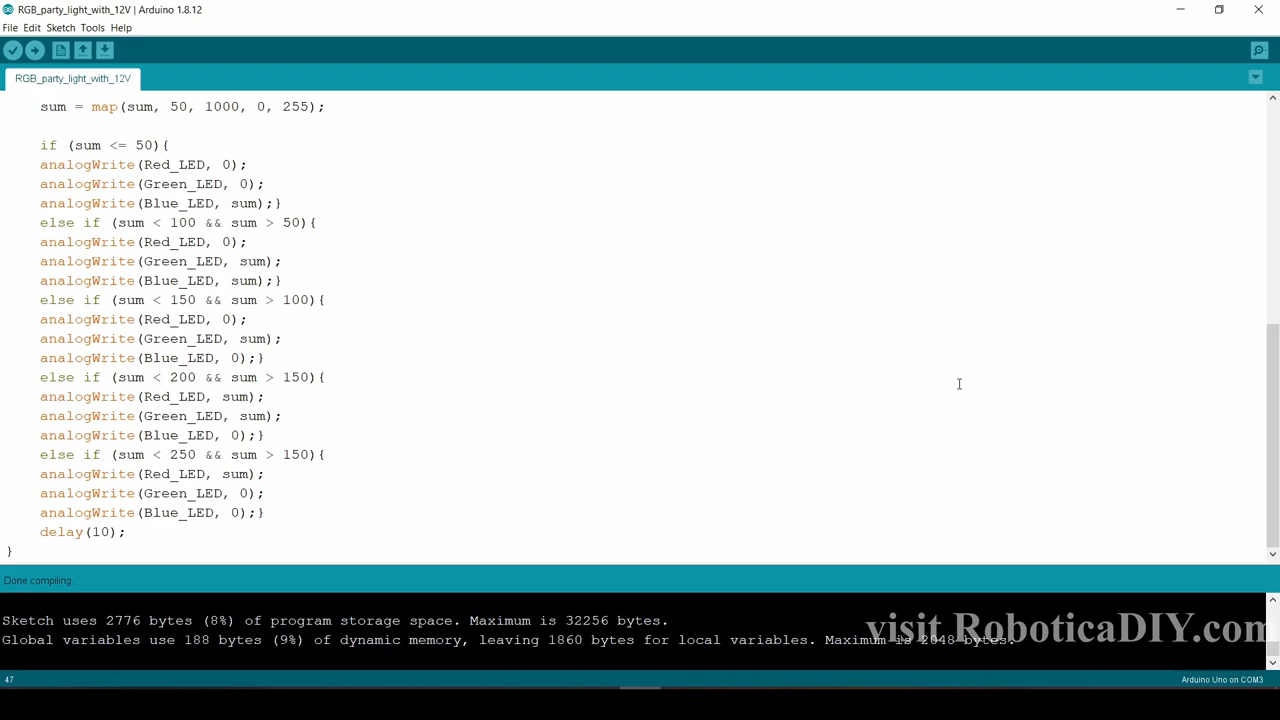 RGB_party_light_with_12V | Arduino 1.8.12
File Edit Sketch Tools Help
RGB_party_light_with_12V
sum = map(sum, 50, 1000, 0, 255);
if (sum <= 50){
analogWrite(Red_LED, 0);
analogWrite(Green_LED, 0);
analogWrite(Blue_LED, sum);}
else if (sum < 100 && sum > 50){
analogWrite(Red_LED, 0);
analogWrite(Green_LED, sum);
analogWrite(Blue_LED, sum);}
else if (sum < 150 && sum > 100){
analogWrite(Red_LED, 0);
analogWrite(Green_LED, sum);
analogWrite(Blue_LED, 0);}
else if (sum < 200 && sum > 150){
analogWrite(Red_LED, sum);
analogWrite(Green_LED, sum);
analogWrite(Blue_LED, 0);}
else if (sum < 250 && sum > 150){
analogWrite(Red_LED, sum);
analogWrite(Green_LED, 0);
analogWrite(Blue_LED, 0);}
delay(10);
}
Done compiling.
Sketch uses 2776 bytes (8%) of program storage space. Maximum is 32256 bytes.
Global variables use 188 bytes (9%) of dynamic memory, leaving 1860 bytes for local variables. Maximum is 2048 bytes.
visit RoboticaDIY.com
47
Arduino Uno on COM3